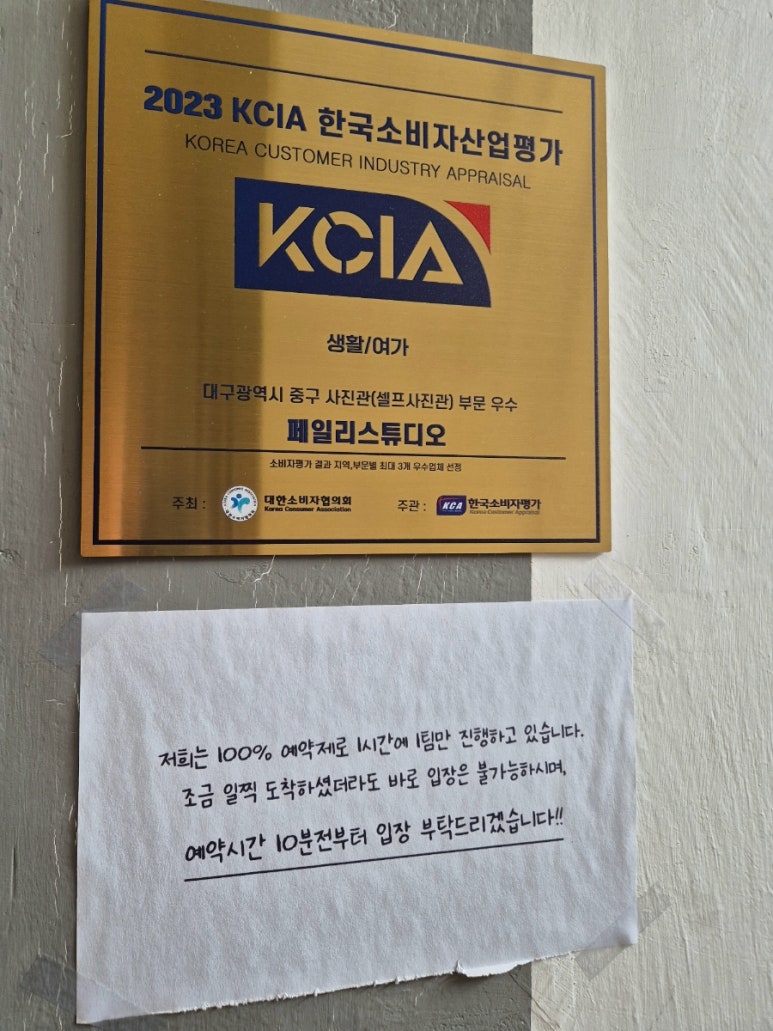 2023 KCIA 한국소비자산업평가
KOREA CUSTOMER INDUSTRY APPRAISAL
KCIA
생활/여가
대구광역시 중구 사진관(셀프사진관) 부문 우수
페일리스튜디오
소비자평가 결과 지역,부문별 최대 3개 우수업체 선정
주최 : 대한소비자협의회 주관 : KCA 한국소비자평가
Korea Consumer Association Korea Customer Appraisal
저희는 100% 예약제로 1시간에 1팀만 진행하고 있습니다.
조금 일찍 도착하셨더라도 바로 입장은 불가능하시며,
예약시간 10분전부터 입장 부탁드리겠습니다!!